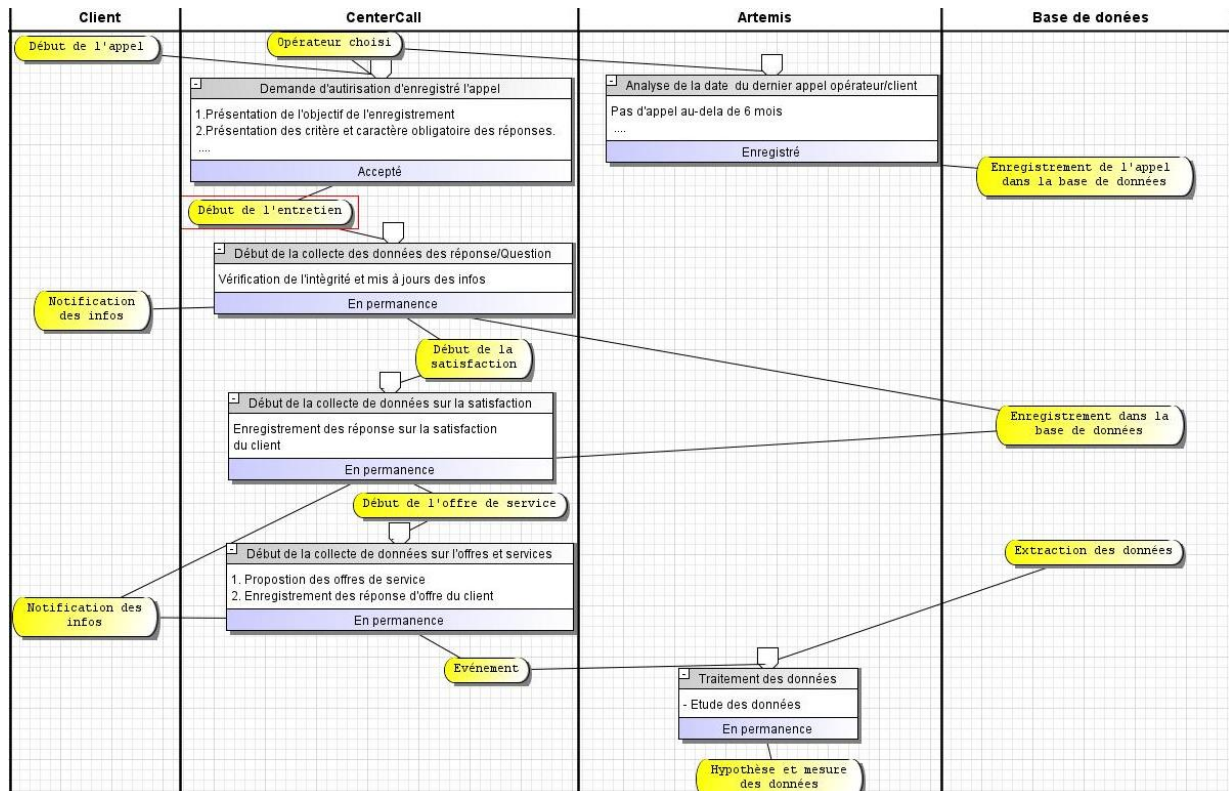 Client
CenterCall
Artemis
Base de donées
Début de l'appel
Opérateur choisi
Demande d'autrisation d'enregistré l'appel
1.Présentation de l'objectif de l'enregistrement
2.Présentation des critère et caractère obligatoire des réponses.
....
Accepté
Analyse de la date du dernier appel opérateur/client
Pas d'appel au-dela de 6 mois
....
Enregistré
Enregistrement de l'appel
dans la base de données
Début de l'entretien
Début de la collecte des données des réponse/Question
Vérification de l'intègrité et mis à jours des infos
En permanence
Notification
des infos
Début de la
satisfaction
Début de la collecte de données sur la satisfaction
Enregistrement des réponse sur la satisfaction
du client
En permanence
Enregistrement dans la
base de données
Début de l'offre de service
Début de la collecte de données sur l'offres et services
1. Propostion des offres de service
2. Enregistrement des réponse d'offre du client
En permanence
Extraction des données
Notification des
infos
Evénement
Traitement des données
- Etude des données
En permanence
Hypothèse et mesure
des données